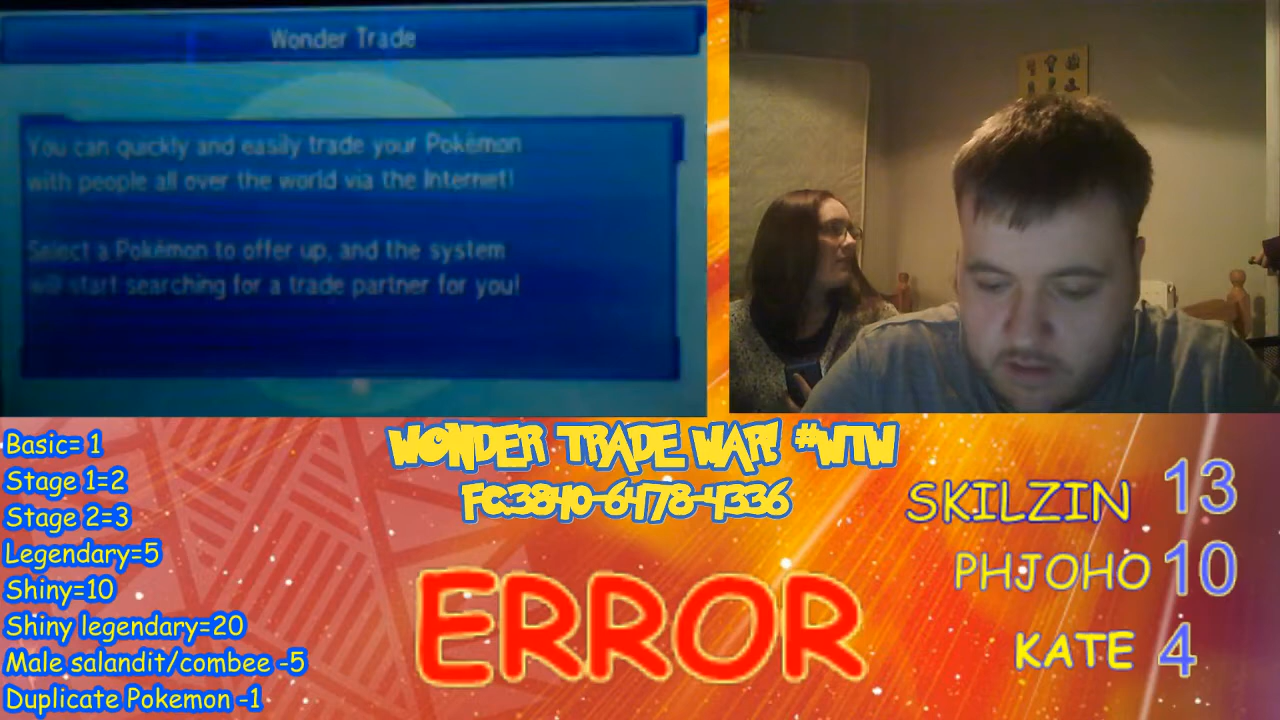 Wonder Trade
You can quickly and easily trade your Pokémon
with people all over the world via the Internet!
Select a Pokémon to offer up, and the system
will start searching for a trade partner for you!
Basic= 1
Stage 1=2
Stage 2=3
Legendary=5
Shiny=10
Shiny legendary=20
Male salandit/combee -5
Duplicate Pokemon -1
WONDER TRADE WAR! #WTW
FC:3840-6478-4336
ERROR
SKILZIN 13
PHJOHO 10
KATE 4